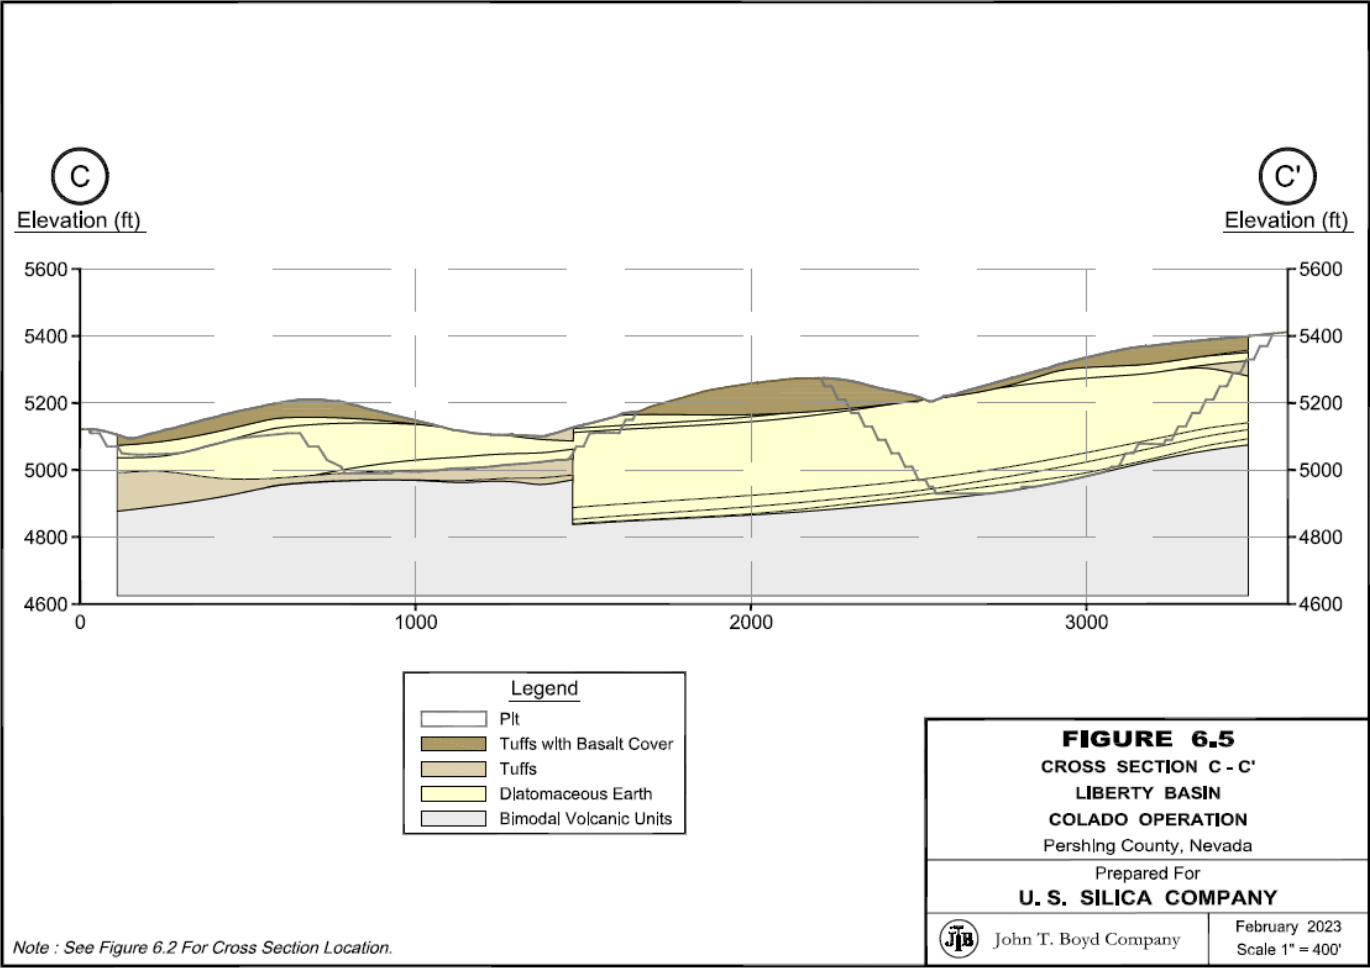 C
C'
Elevation (ft)
Elevation (ft)
5600
5600
5400
5400
5200
5200
5000
5000
4800
4800
4600
4600
0
1000
2000
3000
Legend
Pit
Tuffs with Basalt Cover
Tuffs
Diatomaceous Earth
Bimodal Volcanic Units
FIGURE 6.5
CROSS SECTION C - C'
LIBERTY BASIN
COLADO OPERATION
Pershing County, Nevada
Prepared For
U. S. SILICA COMPANY
JTB
John T. Boyd Company
February 2023
Scale 1" = 400'
Note : See Figure 6.2 For Cross Section Location.